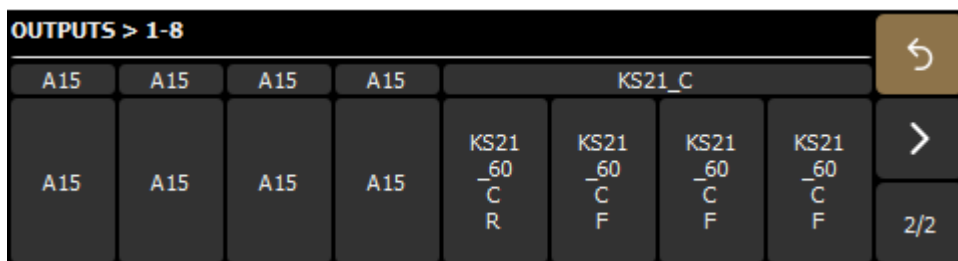 OUTPUTS > 1-8
A15 A15 A15 A15 KS21_C
A15 A15 A15 A15
KS21 KS21 KS21 KS21
_60 _60 _60 _60
C C C C
R F F F
2/2